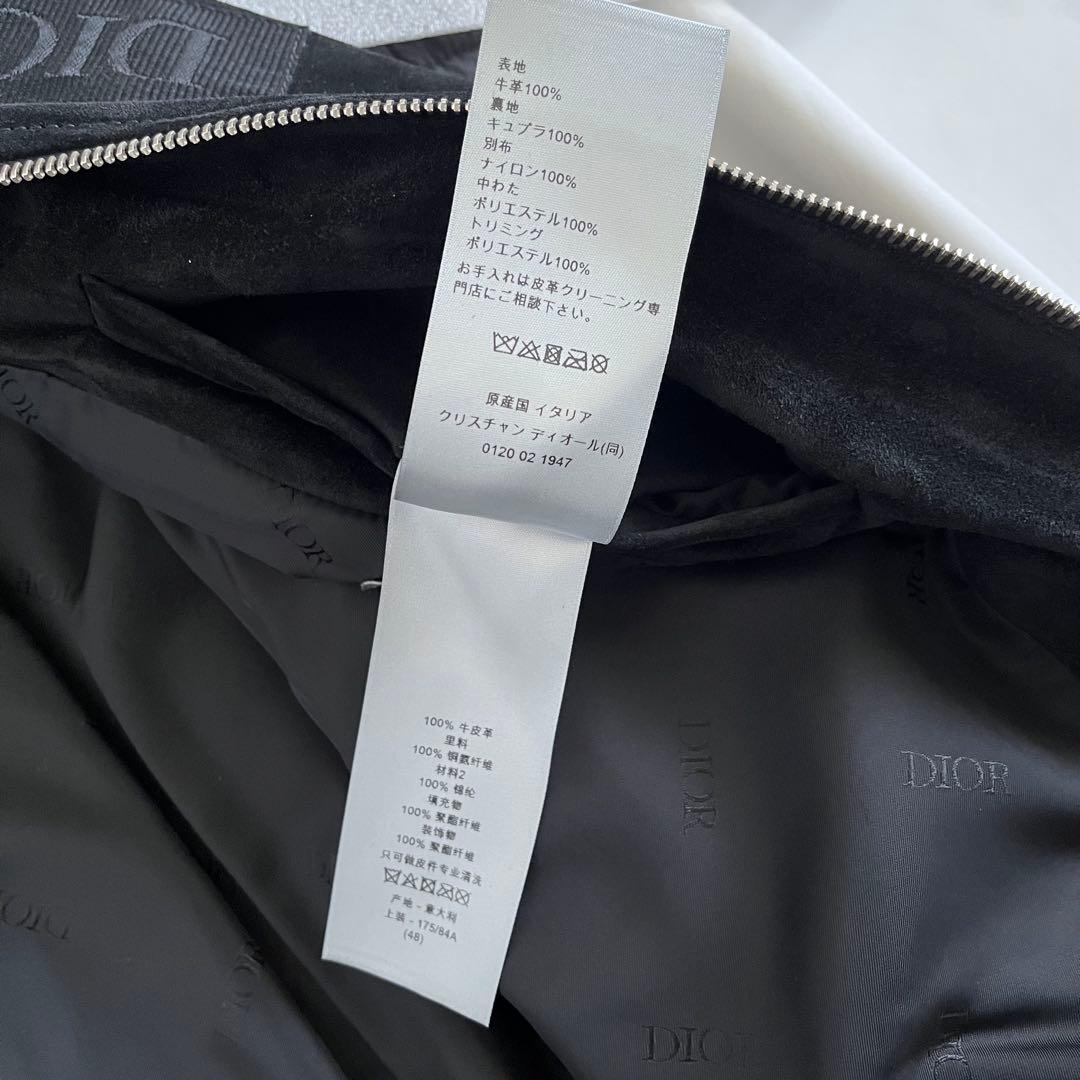 DIOR
表地
牛革100%
裏地
キュプラ100%
別布
ナイロン100%
中わた
ポリエステル100%
トリミング
ポリエステル100%
お手入れは皮革クリーニング専
門店にご相談下さい。
原産国 イタリア
クリスチャン ディオール(同)
0120 02 1947
100% 牛皮革
里料
100% 铜氨纤维
材料2
100% 锦纶
填充物
100% 聚酯纤维
装饰物
100% 聚酯纤维
只可做皮件专业清洗
产地 - 意大利
上装 - 175/84A
(48)
DIOR
DIOR
DIOR
DIOR
DIOR